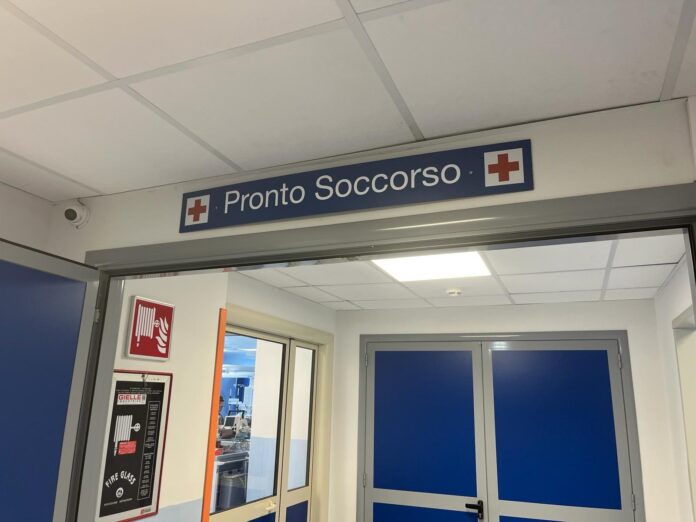 Pronto Soccorso
GIELLE
FIRE GLASS